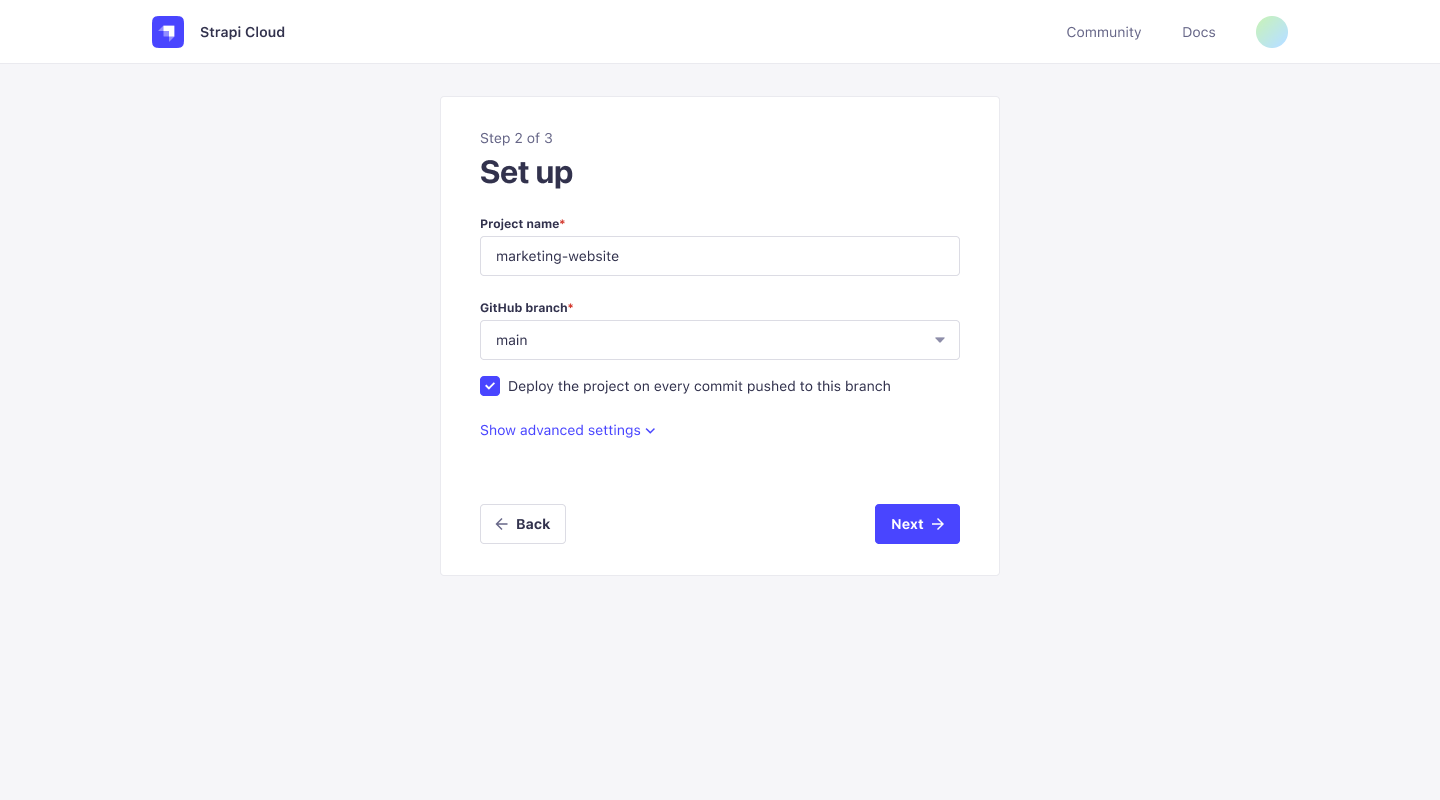 Strapi Cloud
Community
Docs
Step 2 of 3
Set up
Project name*
marketing-website
GitHub branch*
main
Deploy the project on every commit pushed to this branch
Show advanced settings
Back
Next